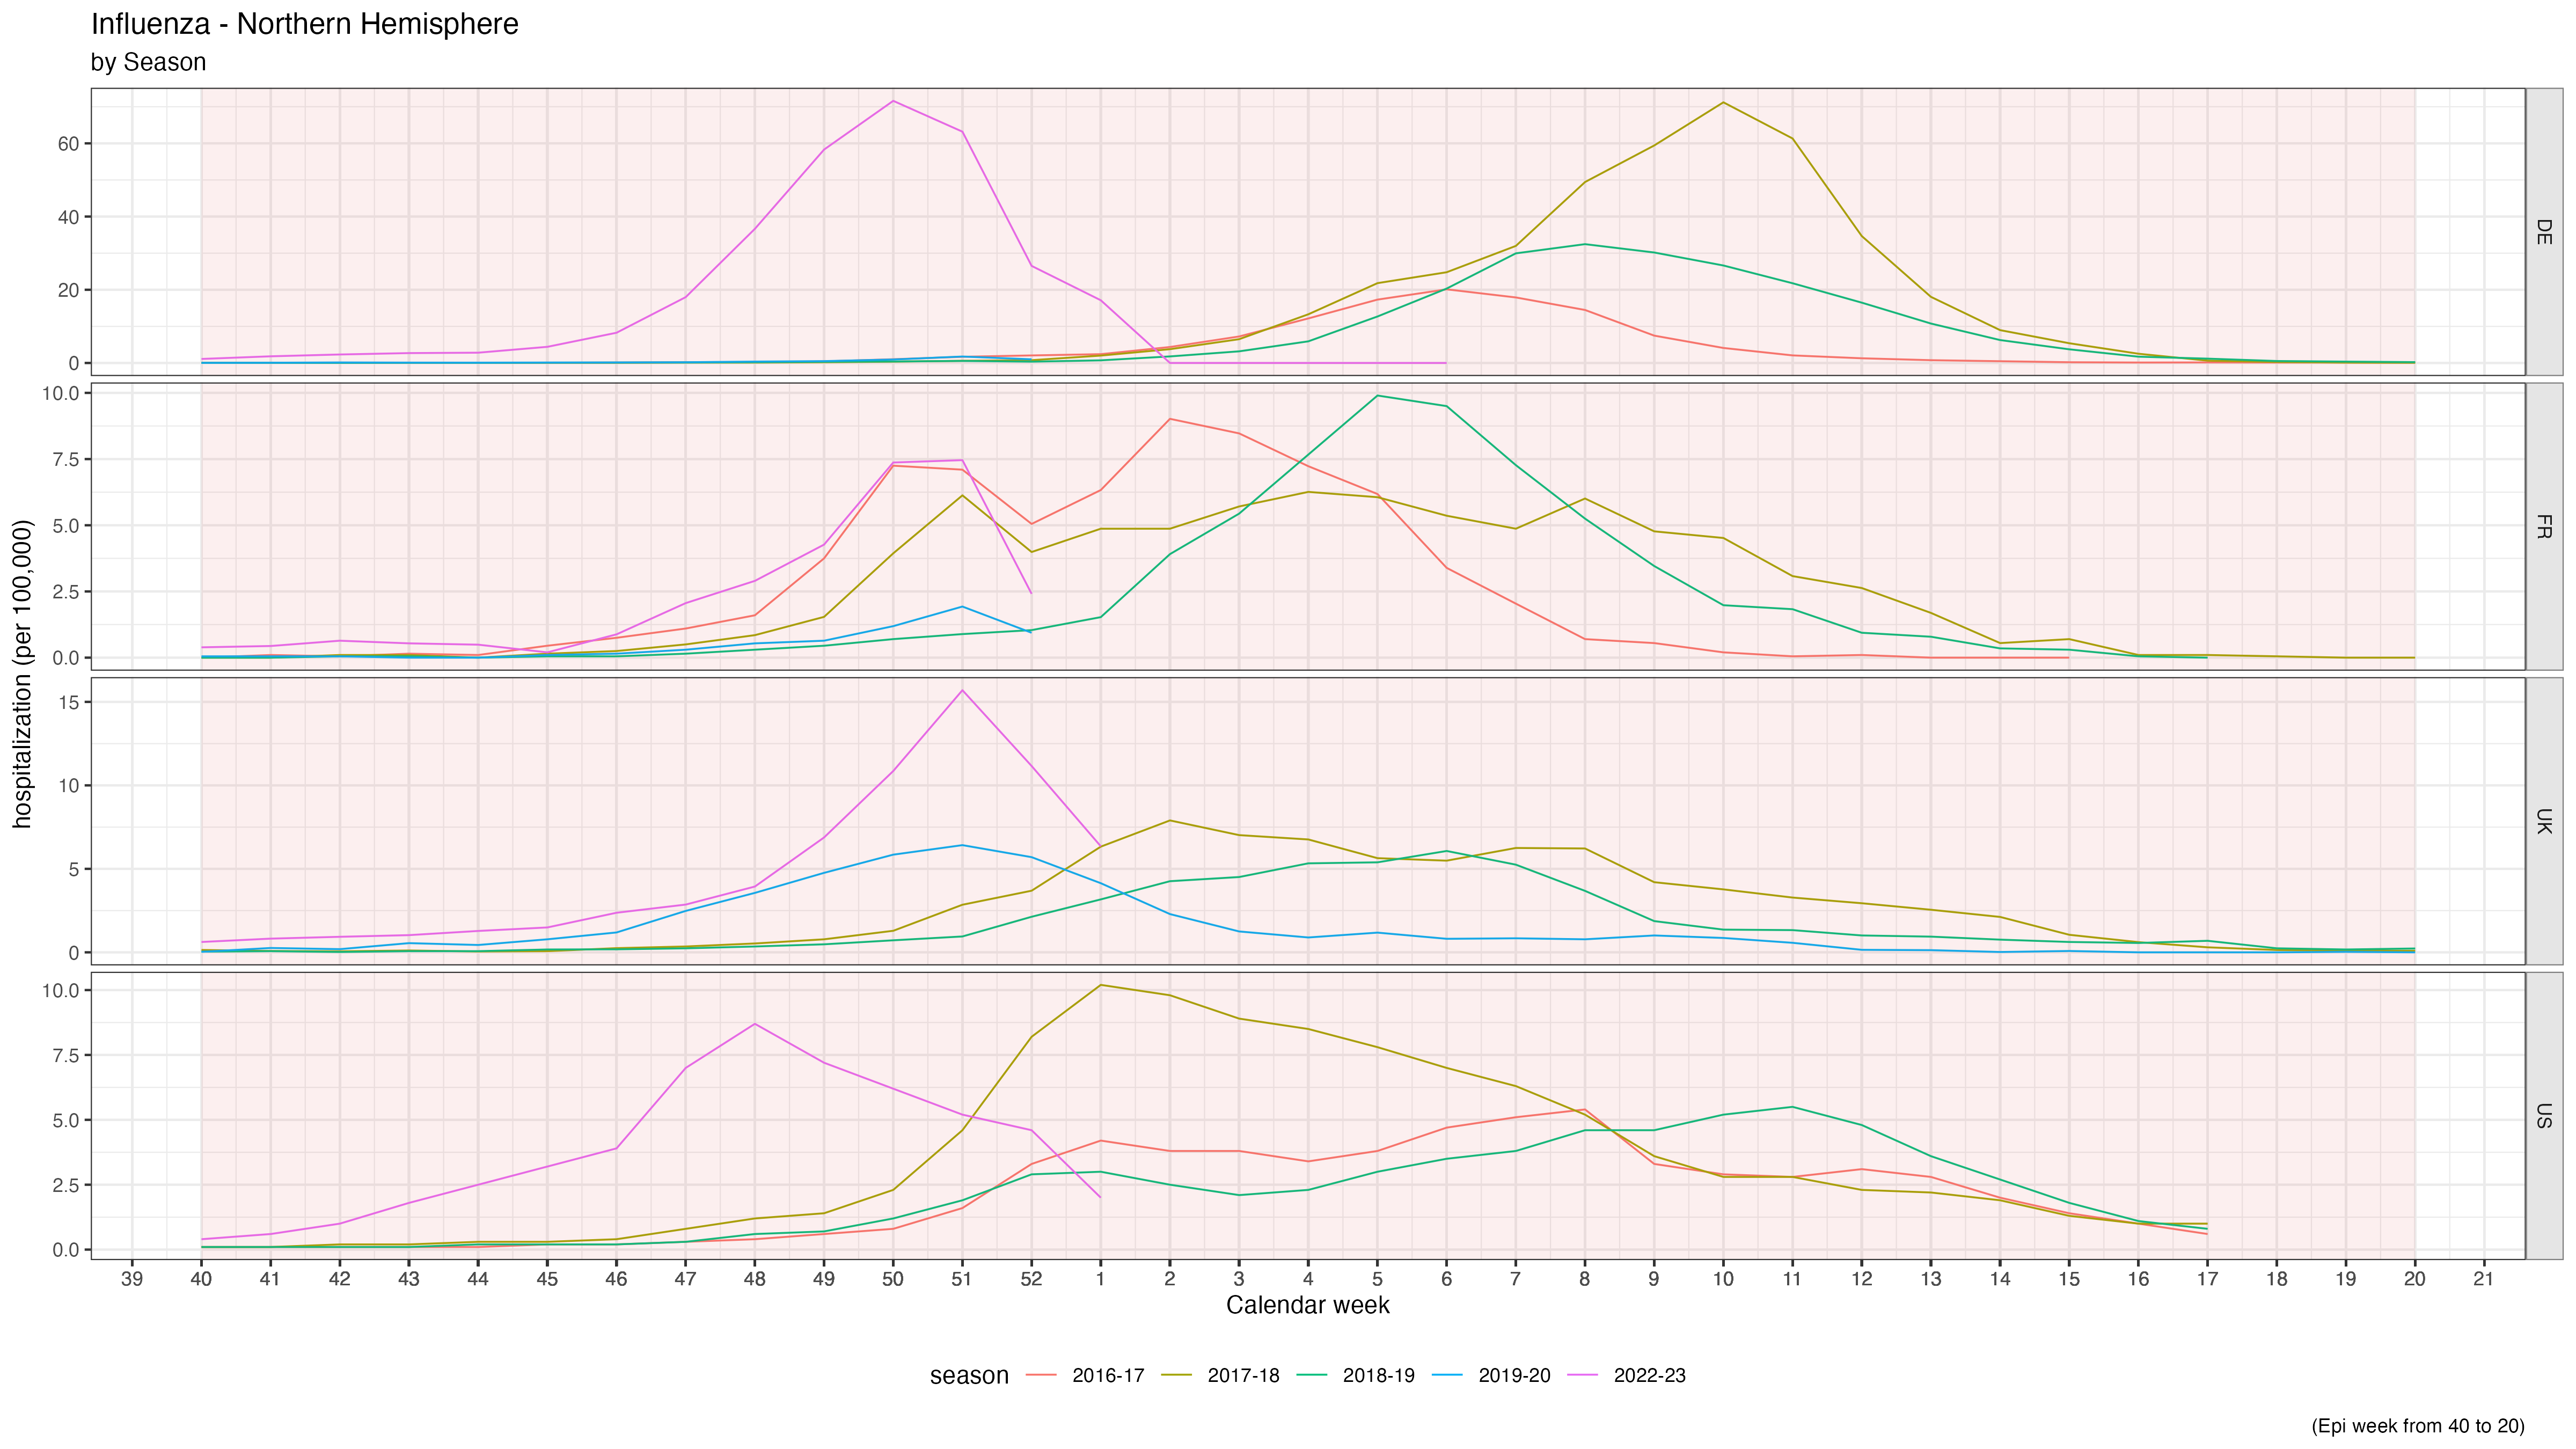 Influenza - Northern Hemisphere
by Season
hospitalization (per 100,000)
60
40
20
0
DE
10.0
7.5
5.0
2.5
0.0
FR
15
10
5
0
UK
10.0
7.5
5.0
2.5
0.0
US
39 40 41 42 43 44 45 46 47 48 49 50 51 52 1 2 3 4 5 6 7 8 9 10 11 12 13 14 15 16 17 18 19 20 21
Calendar week
season 2016-17 2017-18 2018-19 2019-20 2022-23
(Epi week from 40 to 20)